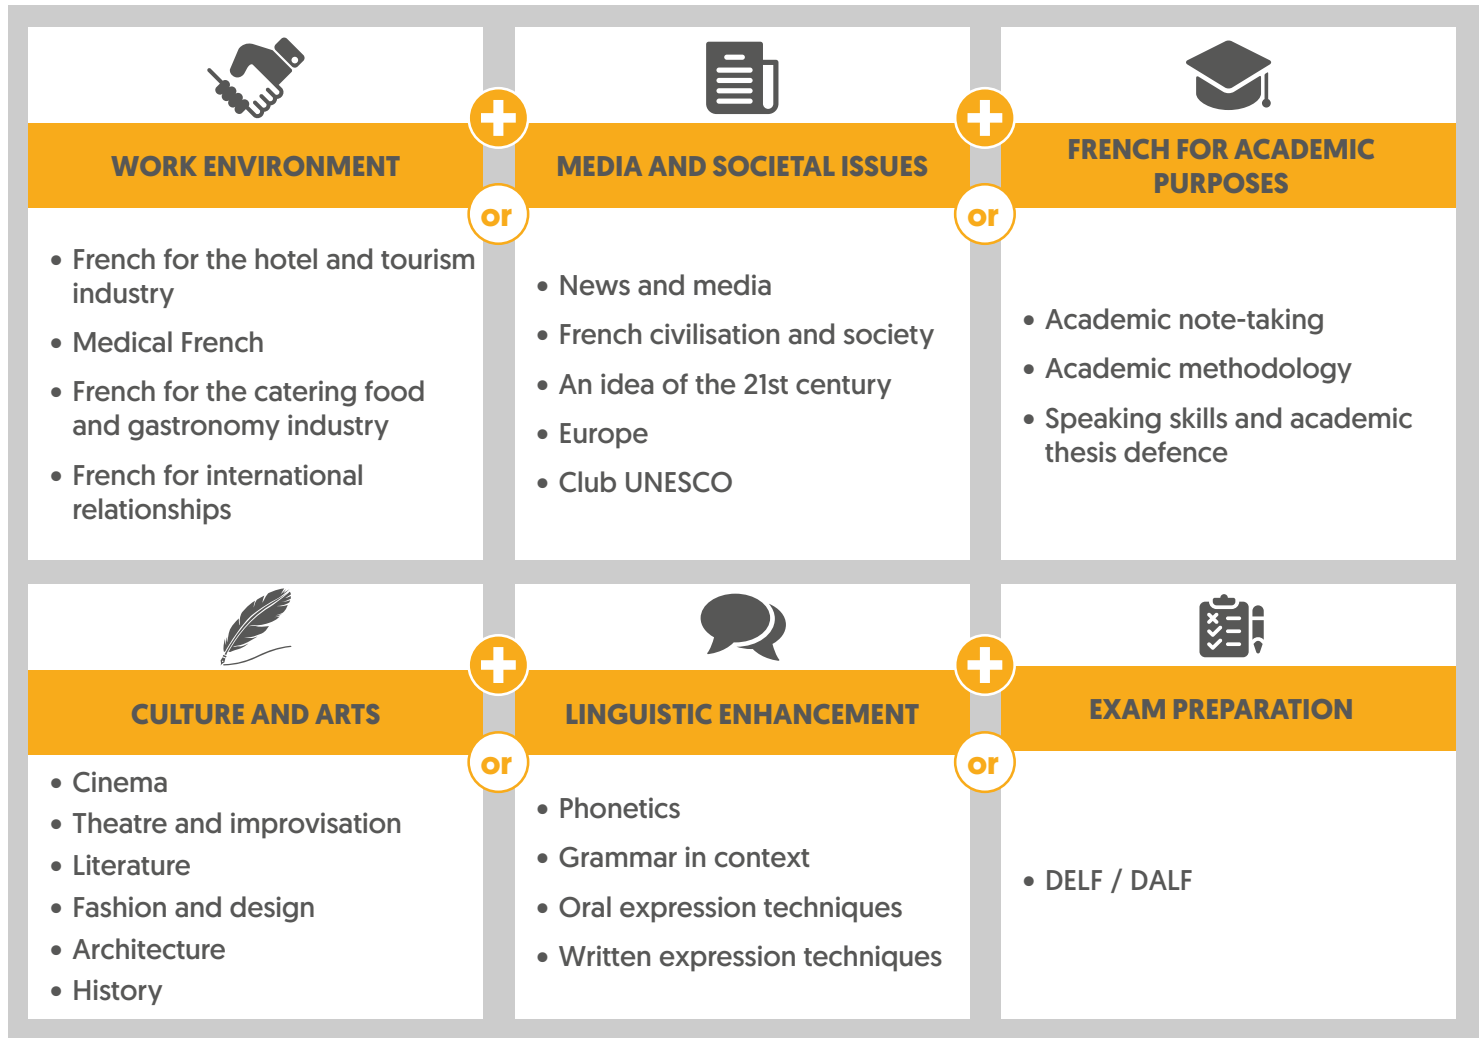 WORK ENVIRONMENT
• French for the hotel and tourism
industry
• Medical French
• French for the catering food
and gastronomy industry
• French for international
relationships
or
MEDIA AND SOCIETAL ISSUES
• News and media
• French civilisation and society
• An idea of the 21st century
• Europe
• Club UNESCO
or
FRENCH FOR ACADEMIC
PURPOSES
• Academic note-taking
• Academic methodology
• Speaking skills and academic
thesis defence
CULTURE AND ARTS
• Cinema
• Theatre and improvisation
• Literature
• Fashion and design
• Architecture
• History
or
LINGUISTIC ENHANCEMENT
• Phonetics
• Grammar in context
• Oral expression techniques
• Written expression techniques
or
EXAM PREPARATION
• DELF / DALF